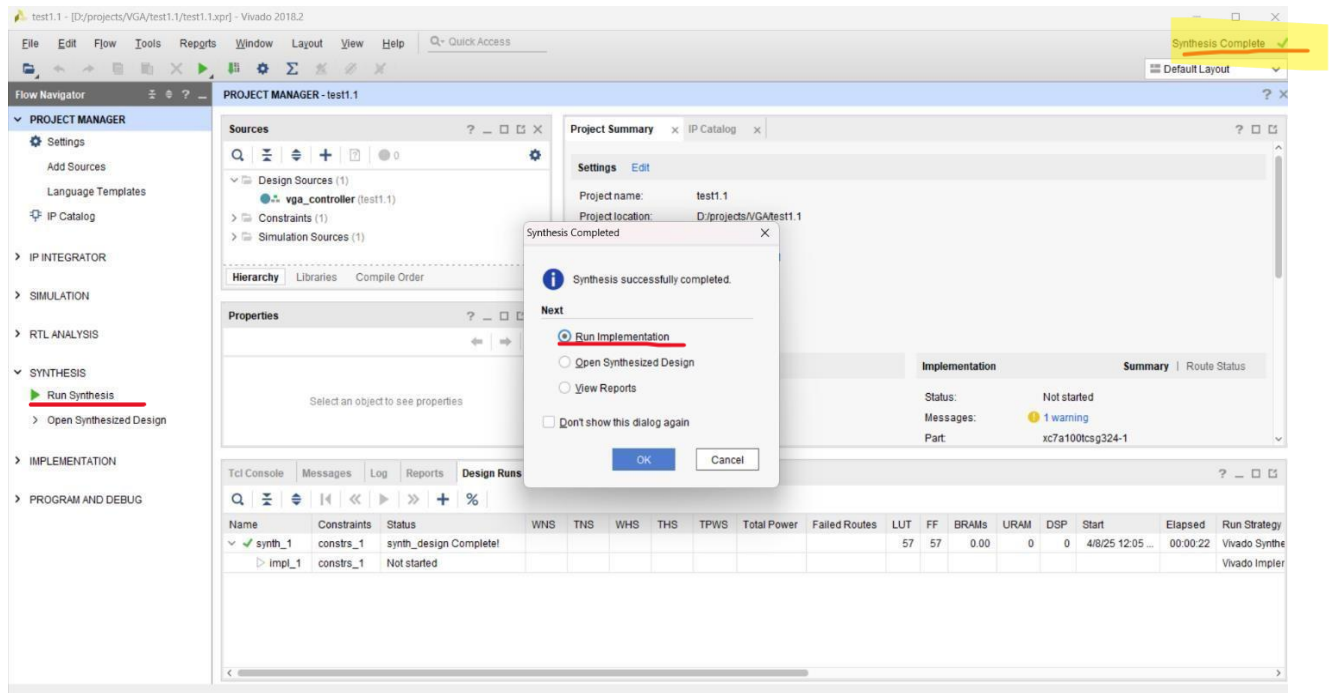 test1.1 - [D:/projects/VGA/test1.1/test1.1.xpr] - Vivado 2018.2
File Edit Flow Tools Reports Window Layout View Help Quick Access
Synthesis Complete
Default Layout
Flow Navigator
PROJECT MANAGER - test1.1
PROJECT MANAGER
Settings
Add Sources
Language Templates
IP Catalog
IP INTEGRATOR
SIMULATION
RTL ANALYSIS
SYNTHESIS
Run Synthesis
Open Synthesized Design
IMPLEMENTATION
PROGRAM AND DEBUG
Sources
0
Design Sources (1)
vga_controller (test1.1)
Constraints (1)
Simulation Sources (1)
Hierarchy Libraries Compile Order
Properties
Select an object to see properties
Project Summary IP Catalog
Settings Edit
Project name: test1.1
Project location: D:/projects/VGA/test1.1
Synthesis Completed
Synthesis successfully completed.
Next
Run Implementation
Open Synthesized Design
View Reports
Don't show this dialog again
OK Cancel
Implementation Summary | Route Status
Status: Not started
Messages: 1 warning
Part: xc7a100tcsg324-1
Tcl Console Messages Log Reports Design Runs
Name Constraints Status WNS TNS WHS THS TPWS Total Power Failed Routes LUT FF BRAMs URAM DSP Start Elapsed Run Strategy
synth_1 constrs_1 synth_design Complete! 57 57 0.00 0 0 4/8/25 12:05 ... 00:00:22 Vivado Synthe
impl_1 constrs_1 Not started Vivado Impler